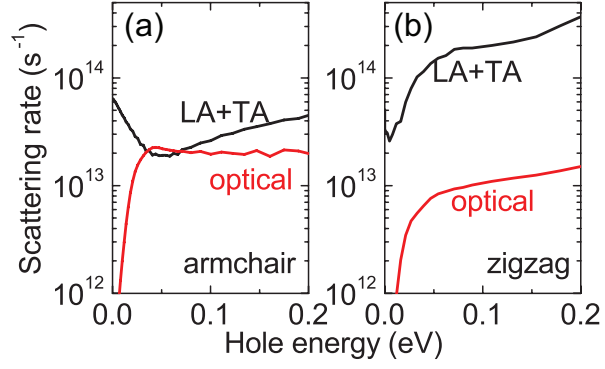 (a)
(b)
Scattering rate (s⁻¹)
10¹⁴
10¹³
10¹²
LA+TA
optical
armchair
0.0
0.1
0.2
10¹⁴
10¹³
10¹²
LA+TA
optical
zigzag
0.0
0.1
0.2
Hole energy (eV)